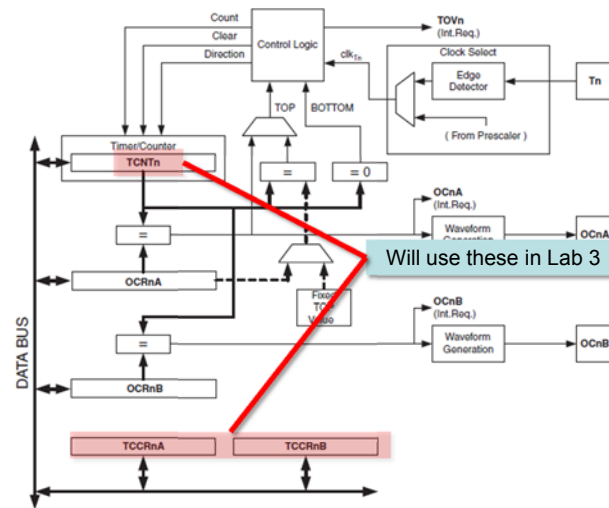 Count
Clear
Direction
Control Logic
TOVn
(Int.Req.)
clkTn
Clock Select
Edge
Detector
Tn
( From Prescaler )
TOP
BOTTOM
Timer/Counter
TCNTn
=
= 0
OCnA
(Int.Req.)
=
Waveform
Generation
OCnA
Will use these in Lab 3
OCRnA
Fixed
TOP
Value
OCnB
(Int.Req.)
=
Waveform
Generation
OCnB
OCRnB
DATA BUS
TCCRnA
TCCRnB